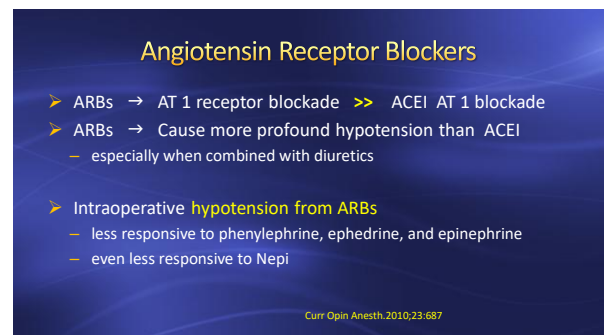 Angiotensin Receptor Blockers
➢ ARBs → AT 1 receptor blockade >> ACEI AT 1 blockade
➢ ARBs → Cause more profound hypotension than ACEI
– especially when combined with diuretics
➢ Intraoperative hypotension from ARBs
– less responsive to phenylephrine, ephedrine, and epinephrine
– even less responsive to Nepi
Curr Opin Anesth.2010;23:687